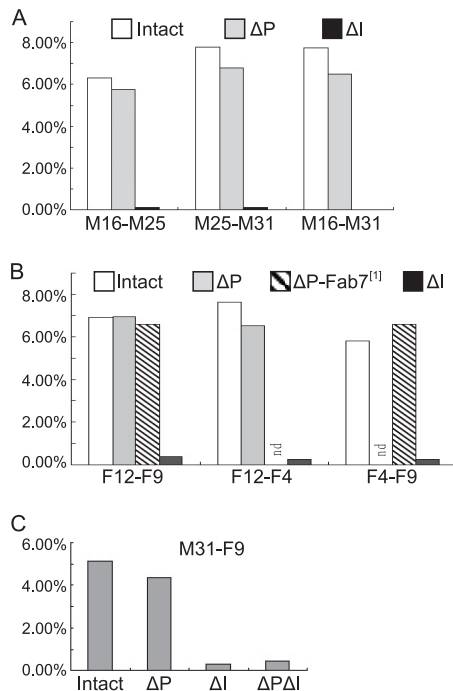 A
Intact ΔP ΔI
8.00%
6.00%
4.00%
2.00%
0.00%
M16-M25 M25-M31 M16-M31
B
Intact ΔP ΔP-Fab7[1] ΔI
8.00%
6.00%
4.00%
2.00%
0.00%
nd
nd
F12-F9 F12-F4 F4-F9
C
M31-F9
6.00%
4.00%
2.00%
0.00%
Intact ΔP ΔI ΔPΔI